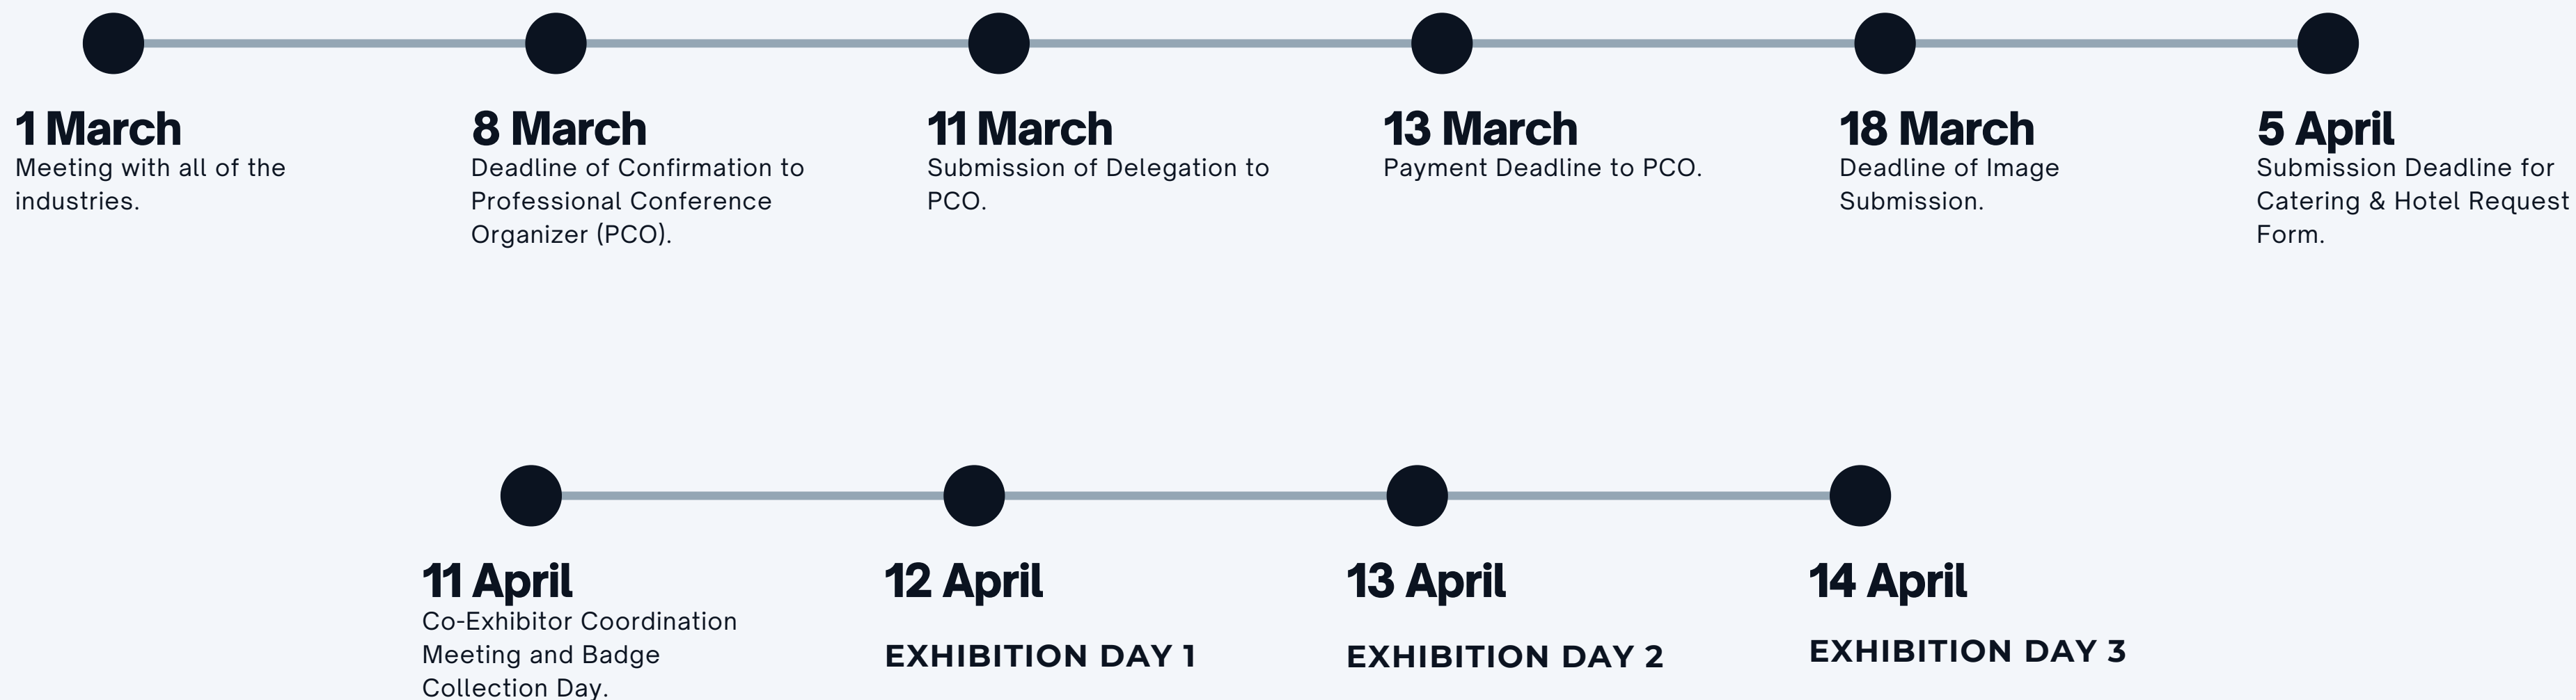 1 March
Meeting with all of the
industries.
8 March
Deadline of Confirmation to
Professional Conference
Organizer (PCO).
11 March
Submission of Delegation to
PCO.
13 March
Payment Deadline to PCO.
18 March
Deadline of Image
Submission.
5 April
Submission Deadline for
Catering & Hotel Request
Form.
11 April
Co-Exhibitor Coordination
Meeting and Badge
Collection Day.
12 April
EXHIBITION DAY 1
13 April
EXHIBITION DAY 2
14 April
EXHIBITION DAY 3